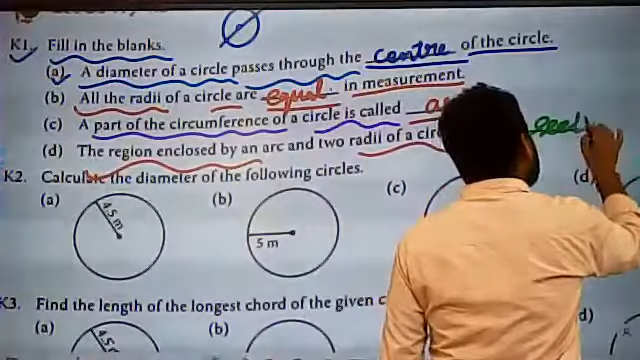 K1. Fill in the blanks.
(a) A diameter of a circle passes through the centre of the circle.
(b) All the radii of a circle are equal in measurement.
(c) A part of the circumference of a circle is called
(d) The region enclosed by an arc and two radii of a
K2. Calculate the diameter of the following circles.
(a) 4.5 m
(b) 5 m
(c)
(d)
K3. Find the length of the longest chord of the given
(a)
(b)